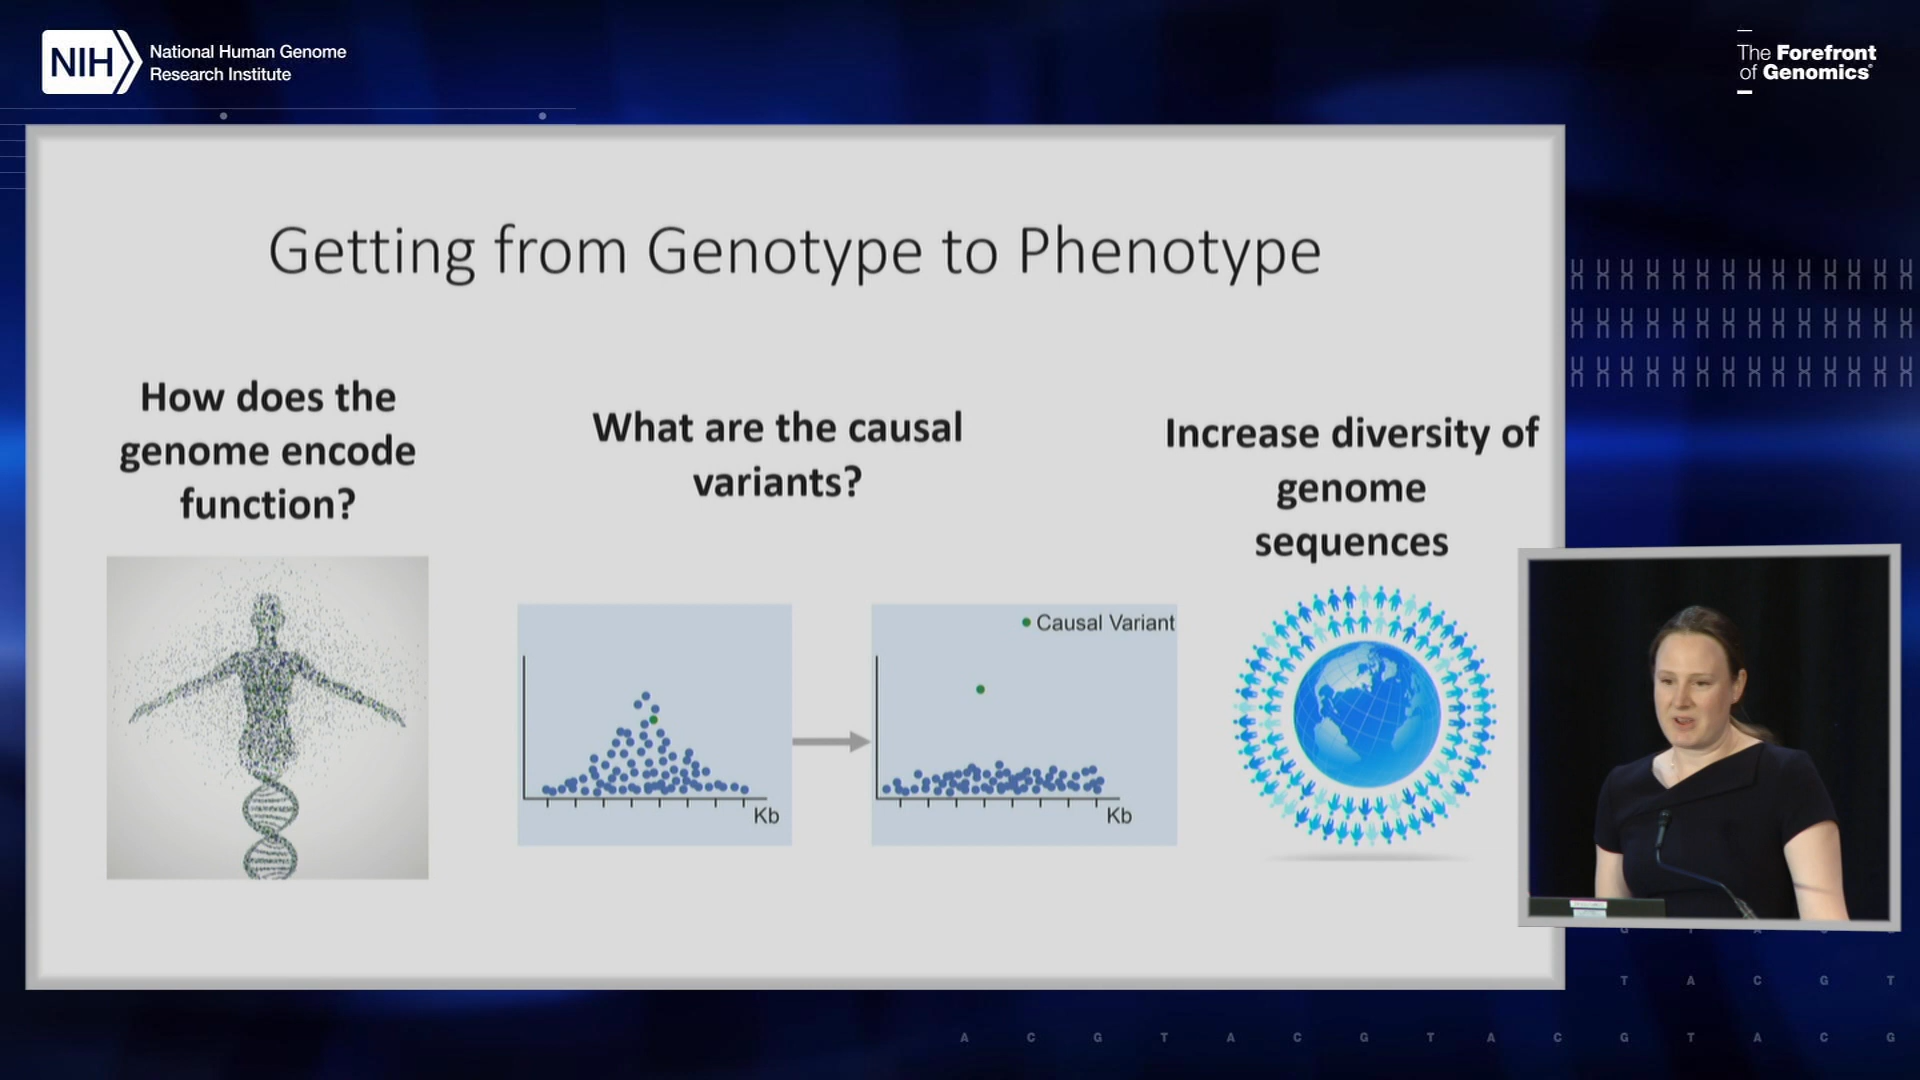 NIH
National Human Genome
Research Institute
The Forefront
of Genomics®
Getting from Genotype to Phenotype
How does the
genome encode
function?
What are the causal
variants?
Increase diversity of
genome
sequences
Causal Variant
Kb
Kb
T A C G T
A C G T A C G T A C G T A C G